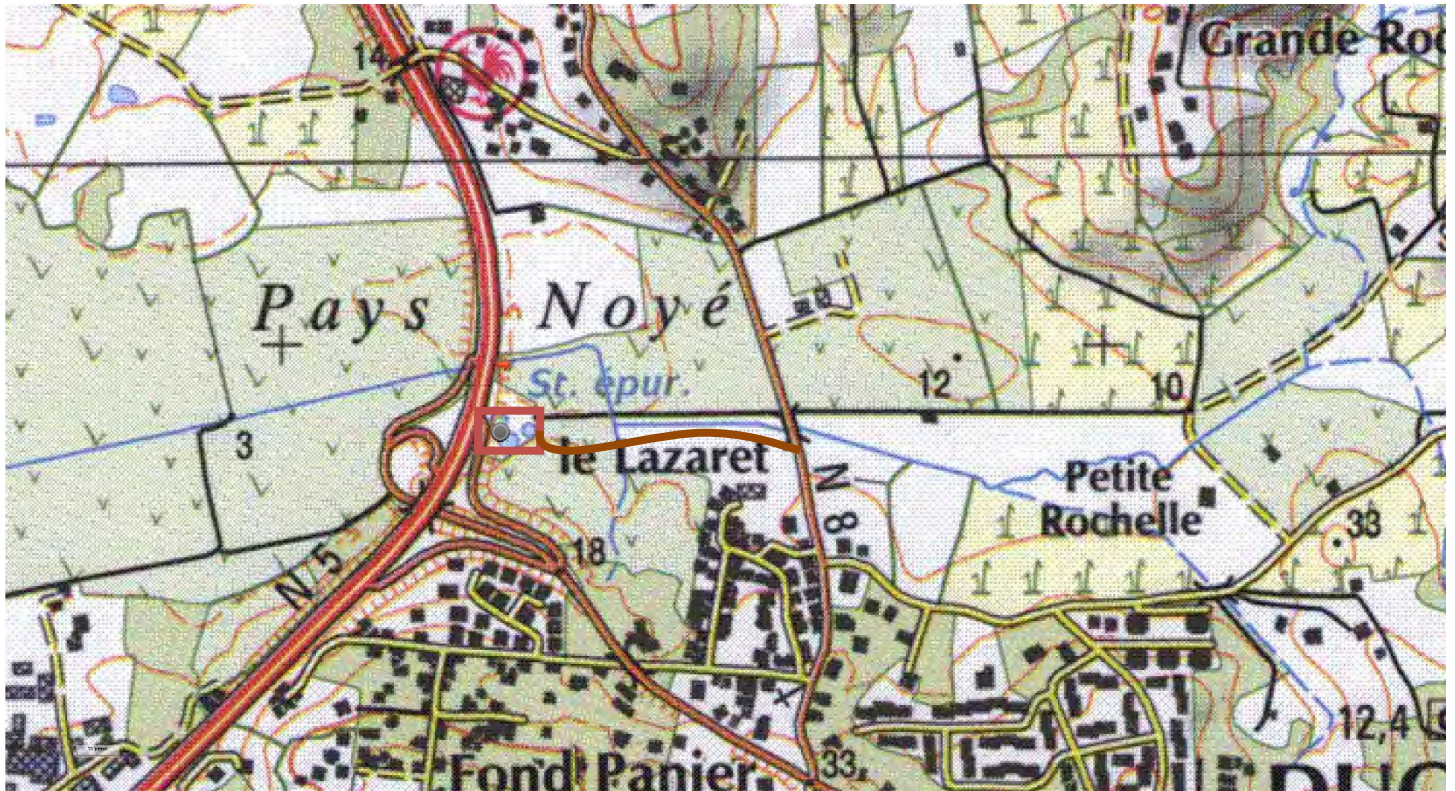 Grande Roc
14
Pays Noyé
St. épur.
12
10
3
le Lazaret
N 8
Petite
Rochelle
33
18
N 5
12,4
Fond Panier
33
DUC